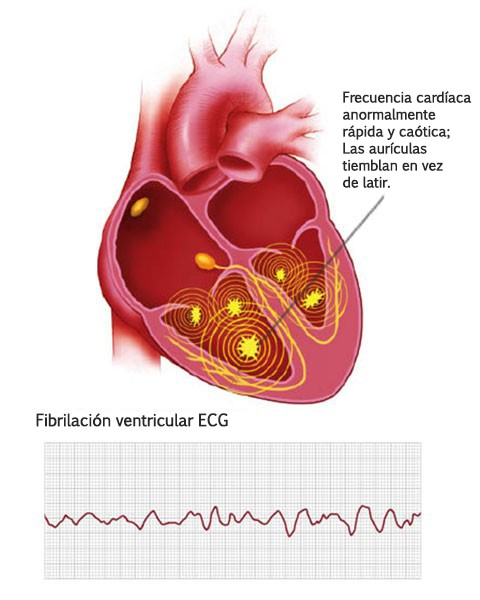 Frecuencia cardíaca
anormalmente
rápida y caótica;
Las aurículas
tiemblan en vez
de latir.
Fibrilación ventricular ECG